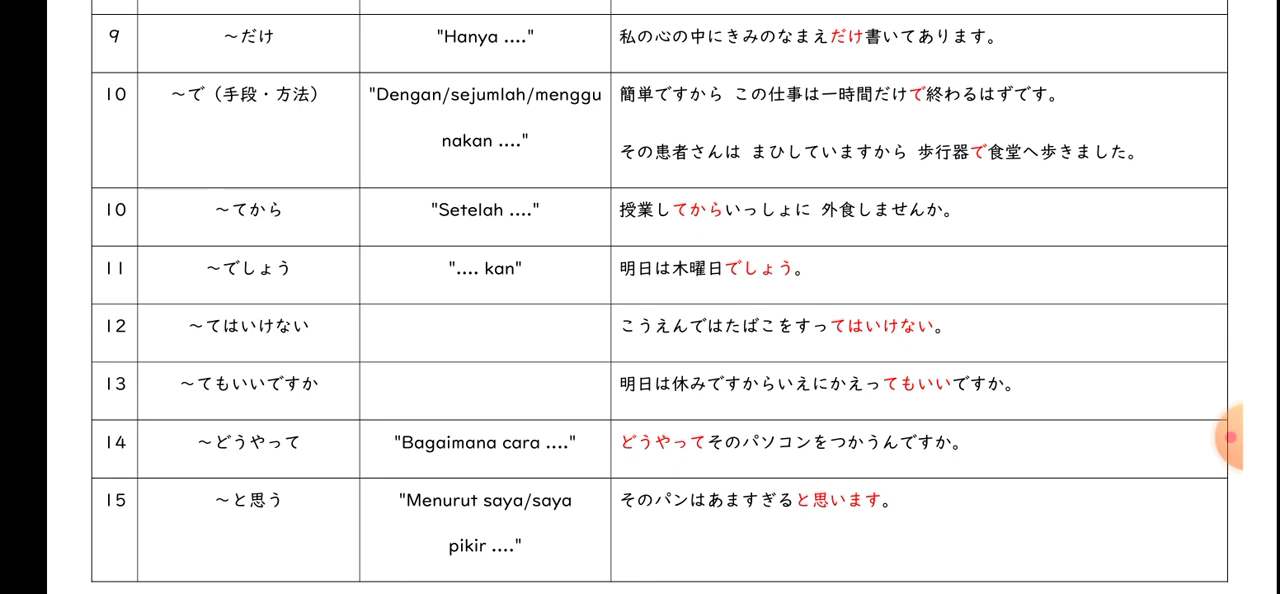 9 ～だけ "Hanya ...." 私の心の中にきみのなまえだけ書いてあります。
10 ～で（手段・方法） "Dengan/sejumlah/menggu 簡単ですから この仕事は一時間だけで終わるはずです。
nakan ...."
その患者さんは まひしていますから 歩行器で食堂へ歩きました。
10 ～てから "Setelah ...." 授業してからいっしょに 外食しませんか。
11 ～でしょう ".... kan" 明日は木曜日でしょう。
12 ～てはいけない こうえんではたばこをすってはいけない。
13 ～てもいいですか 明日は休みですからいえにかえってもいいですか。
14 ～どうやって "Bagaimana cara ...." どうやってそのパソコンをつかうんですか。
15 ～と思う "Menurut saya/saya そのパンはあますぎると思います。
pikir ...."